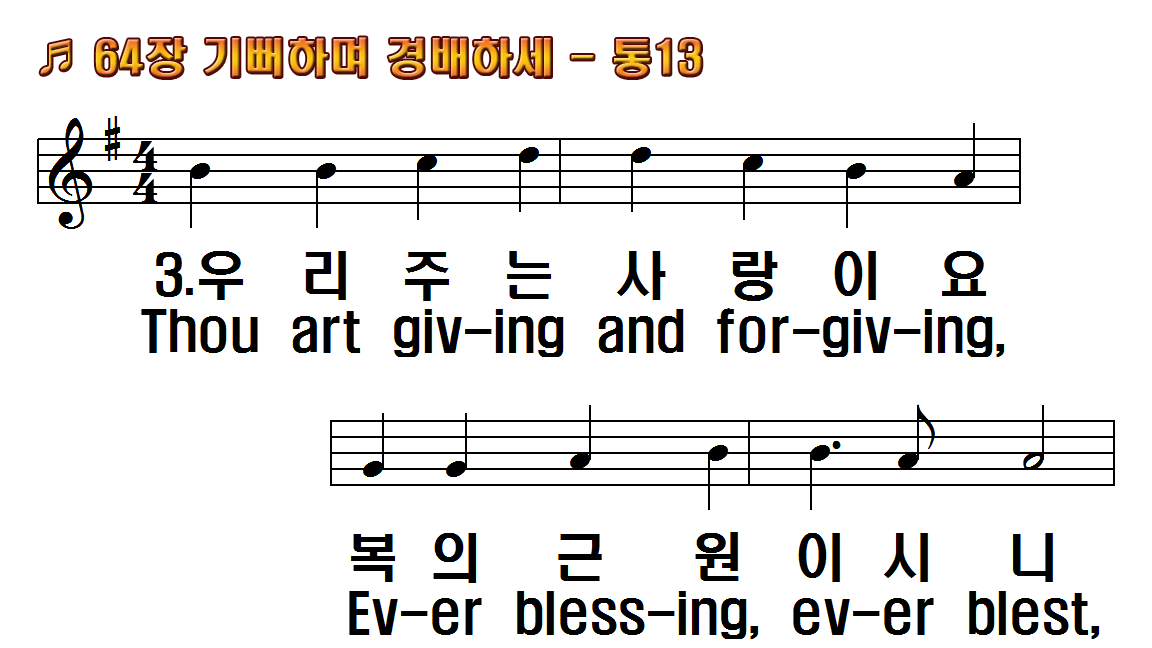 ♬ 64장 기뻐하며 경배하세 - 통13
4/4
3.우 리 주 는 사 랑 이 요
Thou art giv-ing and for-giv-ing,
복 의 근 원 이 시 니
Ev-er bless-ing, ev-er blest,